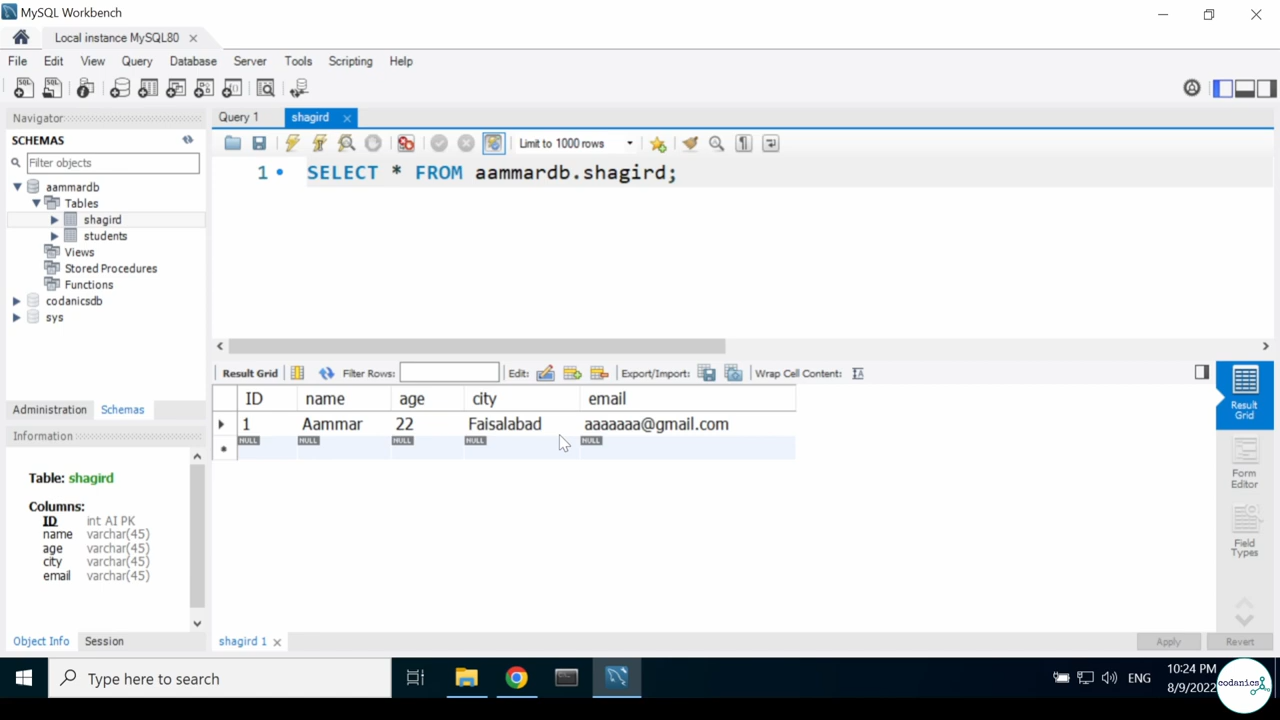 MySQL Workbench
Local instance MySQL80
File Edit View Query Database Server Tools Scripting Help
Navigator
SCHEMAS
Filter objects
aammardb
Tables
shagird
students
Views
Stored Procedures
Functions
codanicsdb
sys
Administration Schemas
Information
Table: shagird
Columns:
ID int AI PK
name varchar(45)
age varchar(45)
city varchar(45)
email varchar(45)
Object Info Session
Query 1 shagird
Limit to 1000 rows
1 SELECT * FROM aammardb.shagird;
Result Grid Filter Rows: Edit: Export/Import: Wrap Cell Content:
ID name age city email
1 Aammar 22 Faisalabad aaaaaaa@gmail.com
NULL NULL NULL NULL NULL
Result Grid
Form Editor
Field Types
shagird 1
Apply Revert
Type here to search
ENG
10:24 PM
8/9/2022
codanics